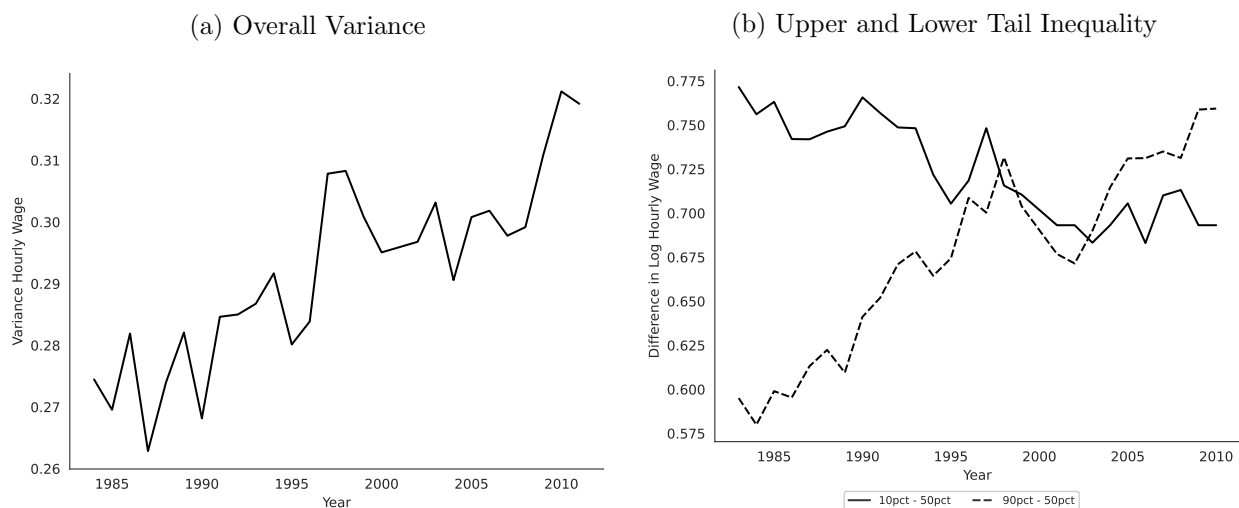 (a) Overall Variance
Variance Hourly Wage
0.32
0.31
0.30
0.29
0.28
0.27
0.26
1985 1990 1995 2000 2005 2010
Year
(b) Upper and Lower Tail Inequality
Difference in Log Hourly Wage
0.775
0.750
0.725
0.700
0.675
0.650
0.625
0.600
0.575
1985 1990 1995 2000 2005 2010
Year
10pct - 50pct 90pct - 50pct